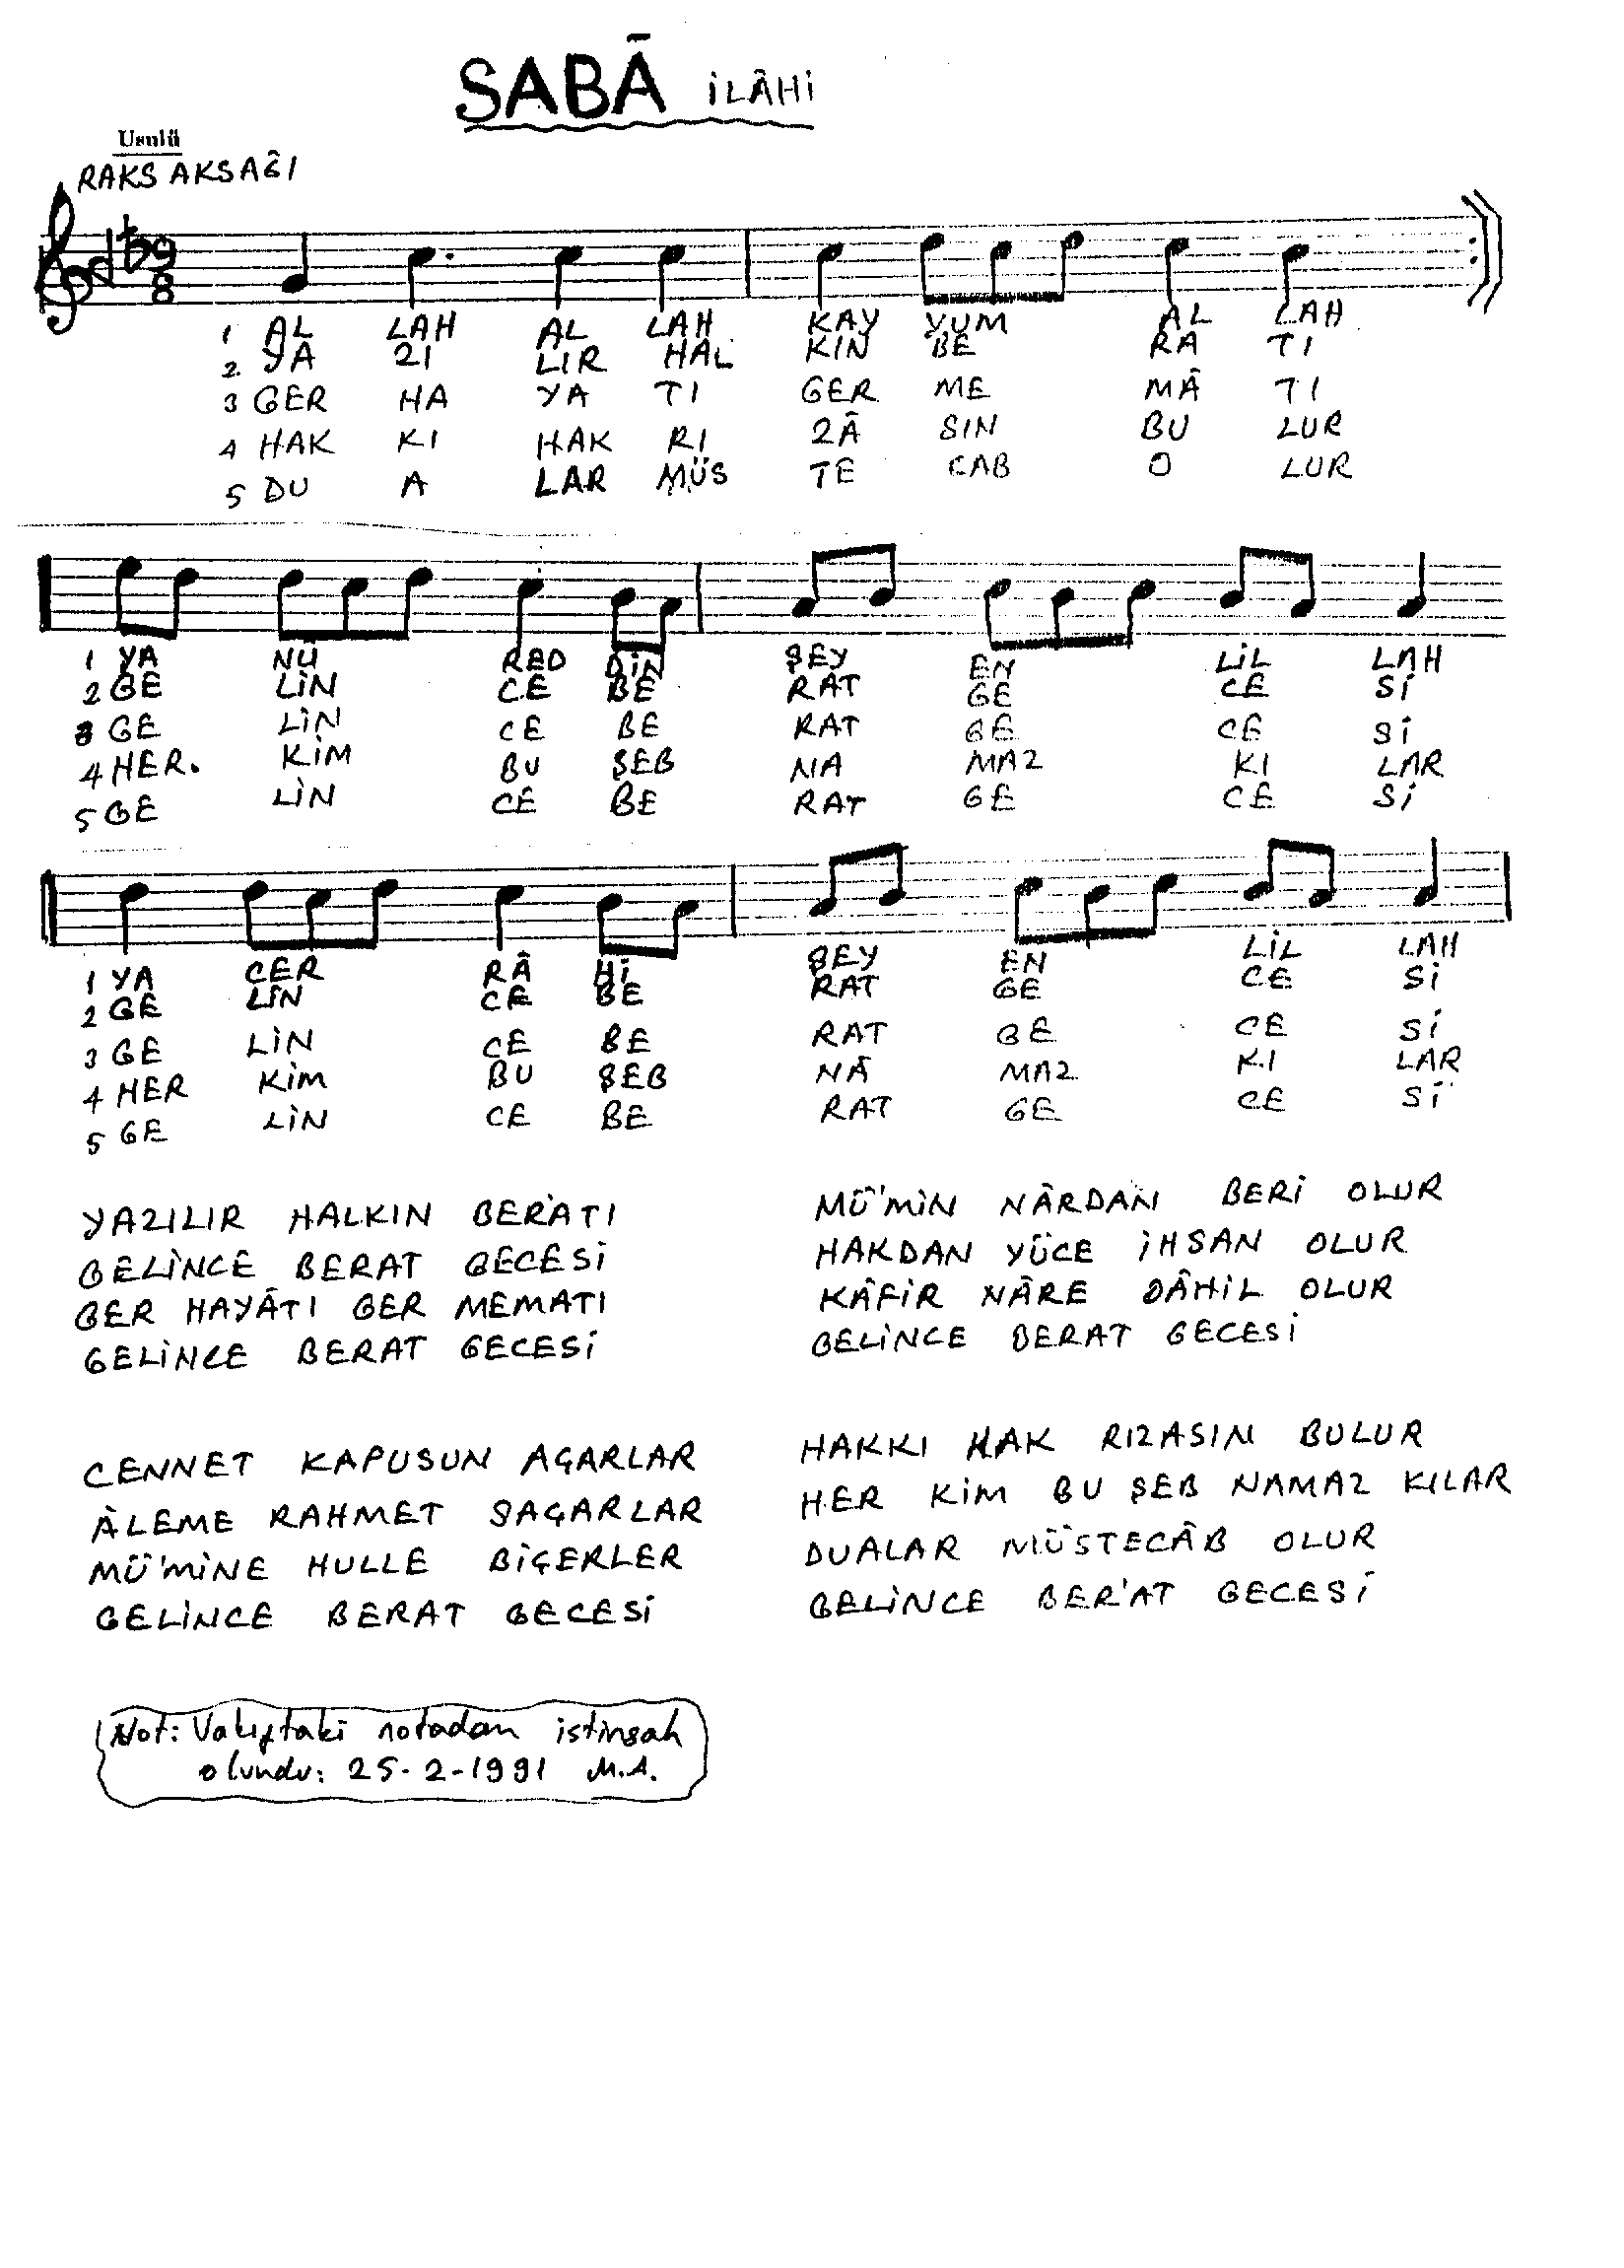 SABĀ İLÂHİ
Usulü
RAKS AKSAĞI
9
8
1 AL LAH AL LAH KAY YUM AL LAH
2 YA ZI LIR HAL KIN BE RA TI
3 GER HA YA TI GER ME MÂ TI
4 HAK KI HAK RI ZÂ SIN BU LUR
5 DU A LAR MÜS TE CAB O LUR
1 YA NU RED DİN ŞEY EN LİL LAH
2 GE LİN CE BE RAT GE CE Sİ
3 GE LİN CE BE RAT GE CE Sİ
4 HER. KİM BU ŞEB NA MAZ KI LAR
5 GE LİN CE BE RAT GE CE Sİ
1 YA CER RÂ Hİ ŞEY EN LİL LAH
2 GE LİN CE BE RAT GE CE Sİ
3 GE LİN CE BE RAT GE CE Sİ
4 HER KİM BU ŞEB NÂ MAZ KI LAR
5 GE LİN CE BE RAT GE CE Sİ
YAZILIR HALKIN BER'ATI
GELİNCE BERAT GECESİ
GER HAYÂTI GER MEMATI
GELİNCE BERAT GECESİ
MÜ'MİN NÂRDAN BERİ OLUR
HAKDAN YÜCE İHSAN OLUR
KÂFİR NÂRE DÂHİL OLUR
GELİNCE BERAT GECESİ
CENNET KAPUSUN AÇARLAR
ÀLEME RAHMET SAÇARLAR
MÜ'MİNE HULLE BİÇERLER
GELİNCE BERAT GECESİ
HAKKI HAK RIZASIN BULUR
HER KİM BU ŞEB NAMAZ KILAR
DUALAR MÜSTECÂB OLUR
GELİNCE BER'AT GECESİ
Not: Vakıftaki notadan istinsah
olundu: 25-2-1991 M.A.